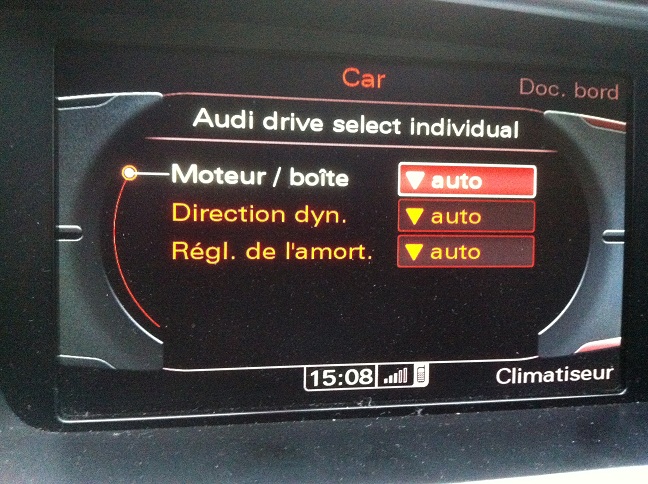 Car
Doc. bord
Audi drive select individual
Moteur / boîte auto
Direction dyn. auto
Régl. de l'amort. auto
15:08
Climatiseur